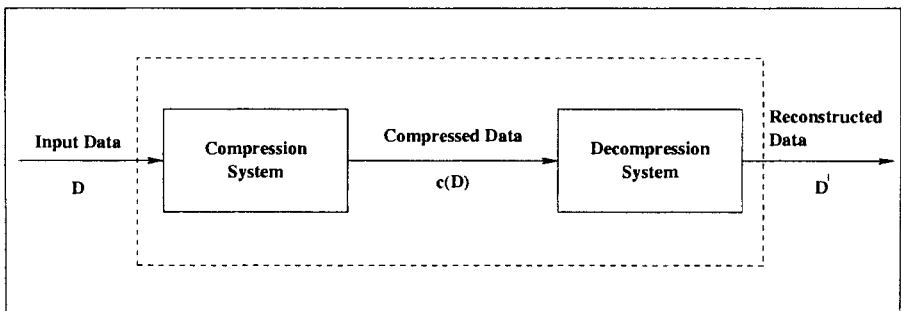 Input Data
D
Compression
System
Compressed Data
c(D)
Decompression
System
Reconstructed
Data
D'